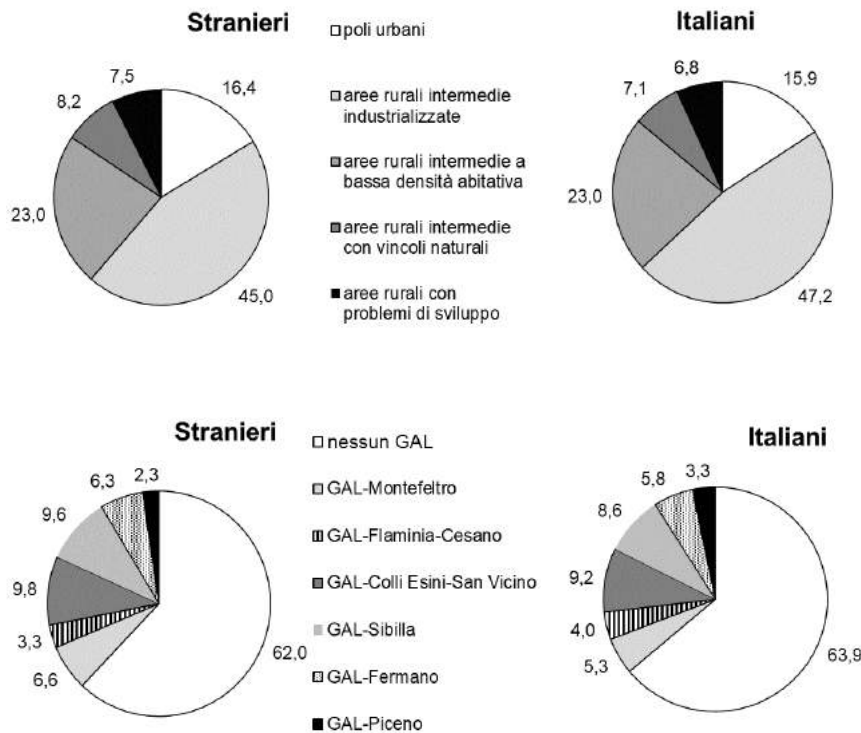 Stranieri
Italiani
poli urbani
aree rurali intermedie
industrializzate
aree rurali intermedie a
bassa densità abitativa
aree rurali intermedie
con vincoli naturali
aree rurali con
problemi di sviluppo
7,5
8,2
16,4
23,0
45,0
6,8
7,1
15,9
23,0
47,2
Stranieri
Italiani
nessun GAL
GAL-Montefeltro
GAL-Flaminia-Cesano
GAL-Colli Esini-San Vicino
GAL-Sibilla
GAL-Fermano
GAL-Piceno
6,3
2,3
9,6
9,8
3,3
6,6
62,0
5,8
3,3
8,6
9,2
4,0
5,3
63,9